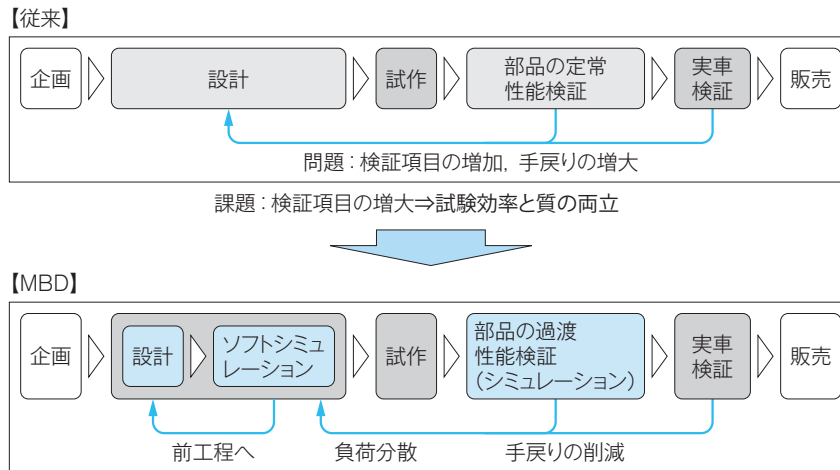 【従来】
企画
設計
試作
部品の定常
性能検証
実車
検証
販売
問題：検証項目の増加，手戻りの増大
課題：検証項目の増大⇒試験効率と質の両立
【MBD】
企画
設計
ソフトシミュ
レーション
試作
部品の過渡
性能検証
（シミュレーション）
実車
検証
販売
前工程へ
負荷分散
手戻りの削減